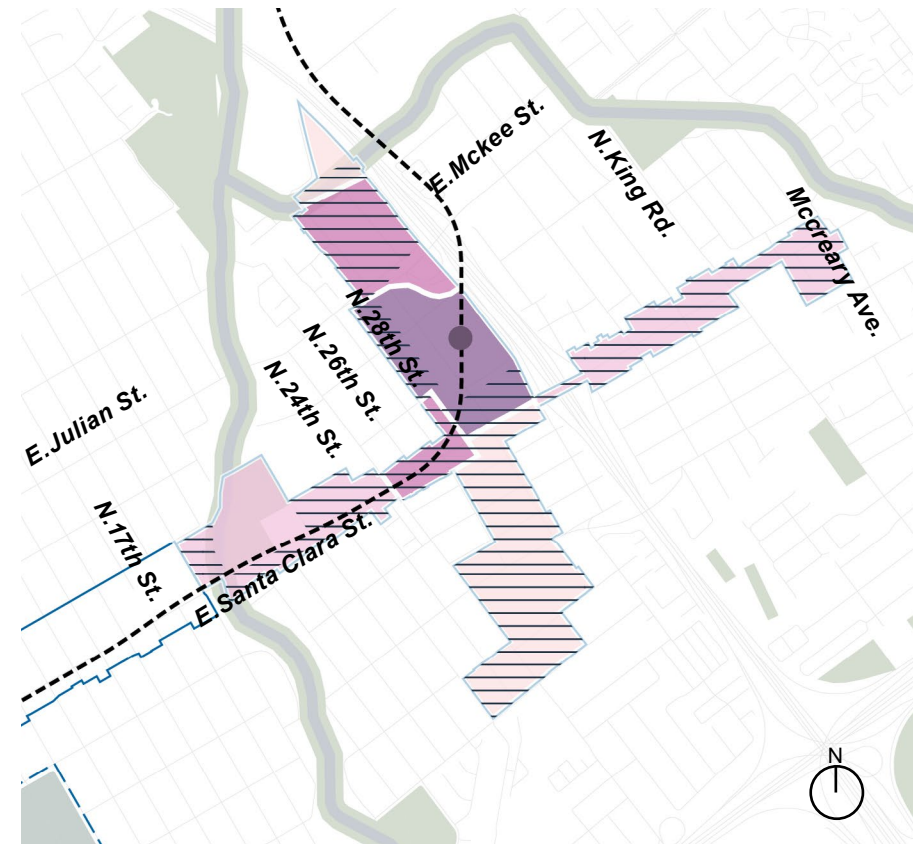 E.Mckee St.
N.King Rd.
Mccreary Ave.
N.28th St.
N.26th St.
N.24th St.
E.Julian St.
N.17th St.
E.Santa Clara St.
N